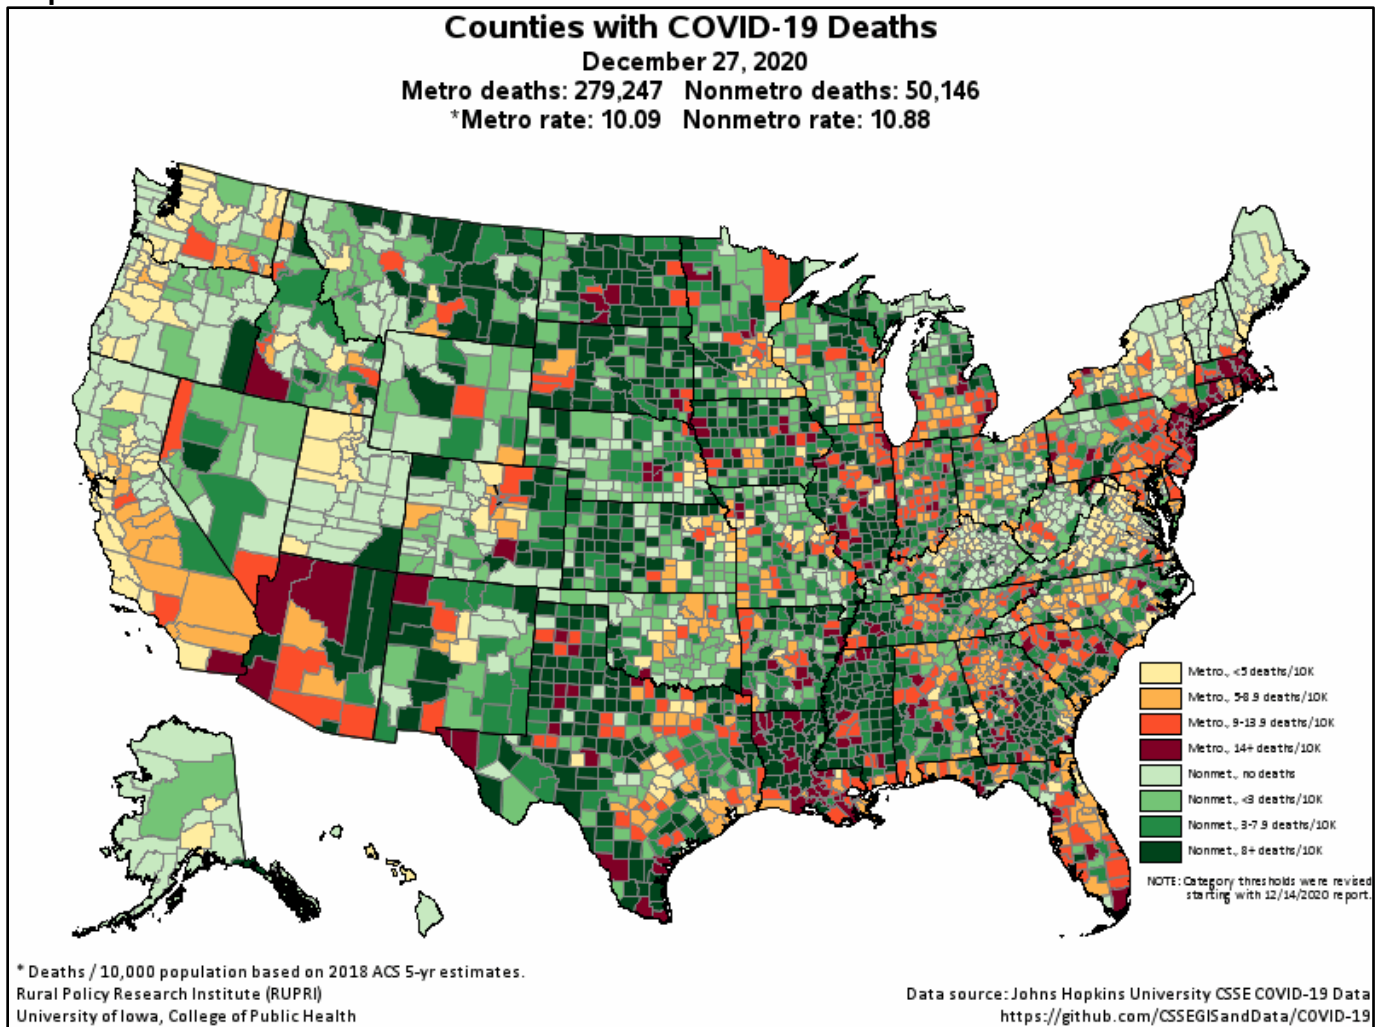 Counties with COVID-19 Deaths
December 27, 2020
Metro deaths: 279,247 Nonmetro deaths: 50,146
*Metro rate: 10.09 Nonmetro rate: 10.88
Metro., <5 deaths/10K
Metro., 5-8.9 deaths/10K
Metro., 9-13.9 deaths/10K
Metro., 14+ deaths/10K
Nonmet., no deaths
Nonmet., <3 deaths/10K
Nonmet., 3-7.9 deaths/10K
Nonmet., 8+ deaths/10K
NOTE: Category thresholds were revised
starting with 12/14/2020 report.
* Deaths / 10,000 population based on 2018 ACS 5-yr estimates.
Rural Policy Research Institute (RUPRI)
University of Iowa, College of Public Health
Data source: Johns Hopkins University CSSE COVID-19 Data
https://github.com/CSSEGISandData/COVID-19